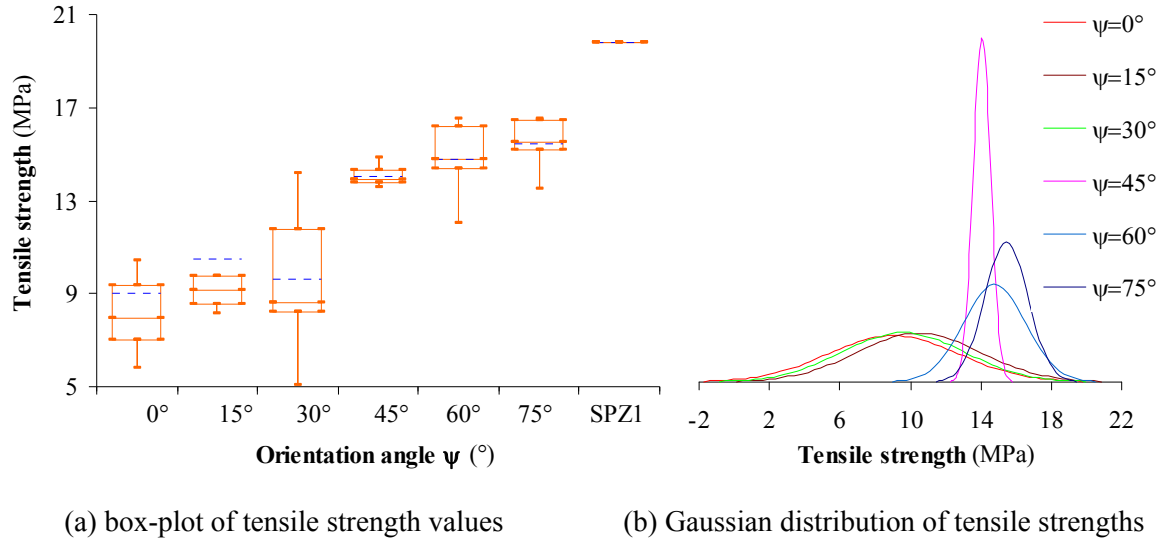 21
17
13
9
5
Tensile strength (MPa)
0° 15° 30° 45° 60° 75° SPZ1
Orientation angle ψ (°)
(a) box-plot of tensile strength values
ψ=0°
ψ=15°
ψ=30°
ψ=45°
ψ=60°
ψ=75°
-2 2 6 10 14 18 22
Tensile strength (MPa)
(b) Gaussian distribution of tensile strengths